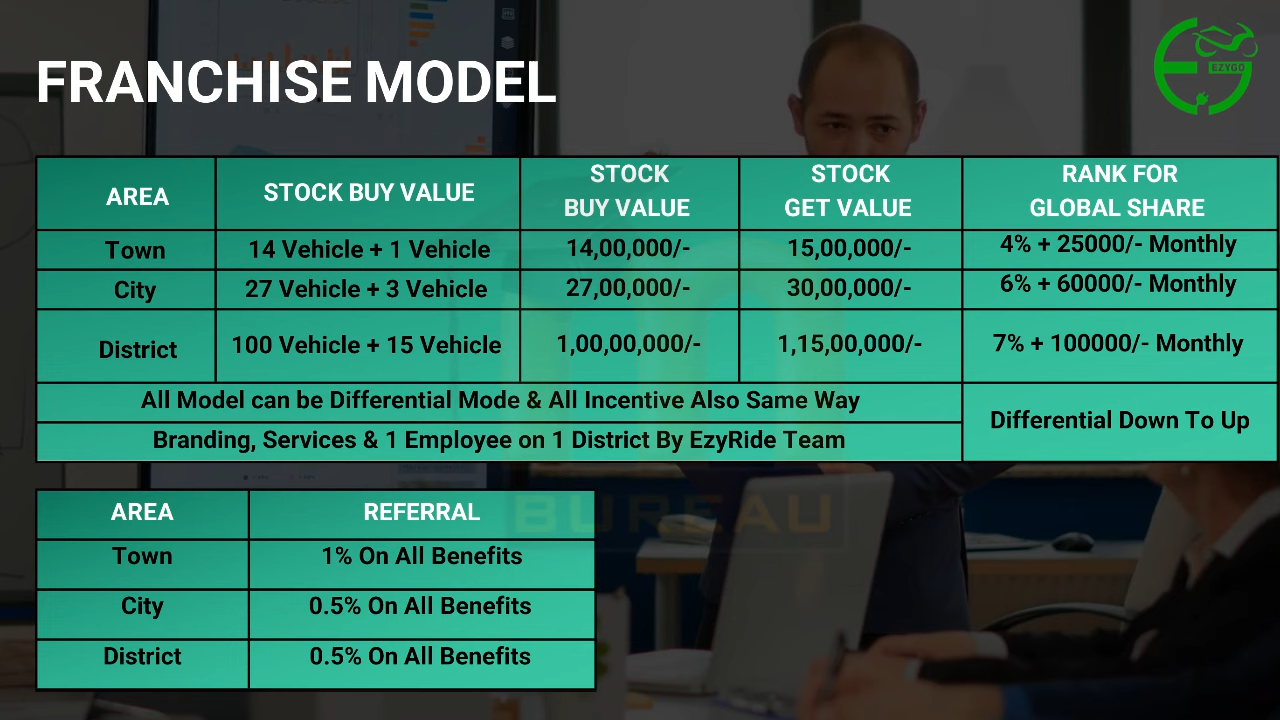 FRANCHISE MODEL
EZYGO
AREA
STOCK BUY VALUE
STOCK
BUY VALUE
STOCK
GET VALUE
RANK FOR
GLOBAL SHARE
Town
14 Vehicle + 1 Vehicle
14,00,000/-
15,00,000/-
4% + 25000/- Monthly
City
27 Vehicle + 3 Vehicle
27,00,000/-
30,00,000/-
6% + 60000/- Monthly
District
100 Vehicle + 15 Vehicle
1,00,00,000/-
1,15,00,000/-
7% + 100000/- Monthly
All Model can be Differential Mode & All Incentive Also Same Way
Differential Down To Up
Branding, Services & 1 Employee on 1 District By EzyRide Team
BUREAU
AREA
REFERRAL
Town
1% On All Benefits
City
0.5% On All Benefits
District
0.5% On All Benefits